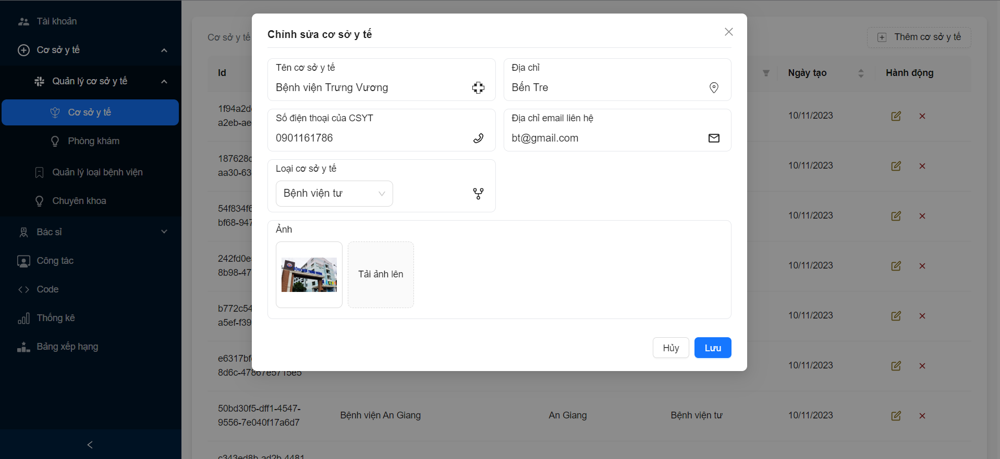 Tài khoản
Cơ sở y tế
Quản lý cơ sở y tế
Cơ sở y tế
Phòng khám
Quản lý loại bệnh viện
Chuyên khoa
Bác sĩ
Công tác
Code
Thống kê
Bảng xếp hạng
Cơ sở y tế
Thêm cơ sở y tế
Id
Ngày tạo
Hành động
1f94a2d
a2eb-ae
10/11/2023
187628
aa30-63
10/11/2023
54f834f6
bf68-947
10/11/2023
242fd0e
8b98-47
10/11/2023
b772c54
a5ef-f39
10/11/2023
e6317bf
8d6c-47867e5715e5
10/11/2023
50bd30f5-dff1-4547-
9556-7e040f17a6d7
Bệnh viện An Giang
An Giang
Bệnh viện tư
10/11/2023
c343ed8b-ad2b-4481
Chỉnh sửa cơ sở y tế
Tên cơ sở y tế
Bệnh viện Trưng Vương
Địa chỉ
Bến Tre
Số điện thoại của CSYT
0901161786
Địa chỉ email liên hệ
bt@gmail.com
Loại cơ sở y tế
Bệnh viện tư
Ảnh
BỆNH VIỆN TRƯNG VƯƠNG
Tải ảnh lên
Hủy
Lưu